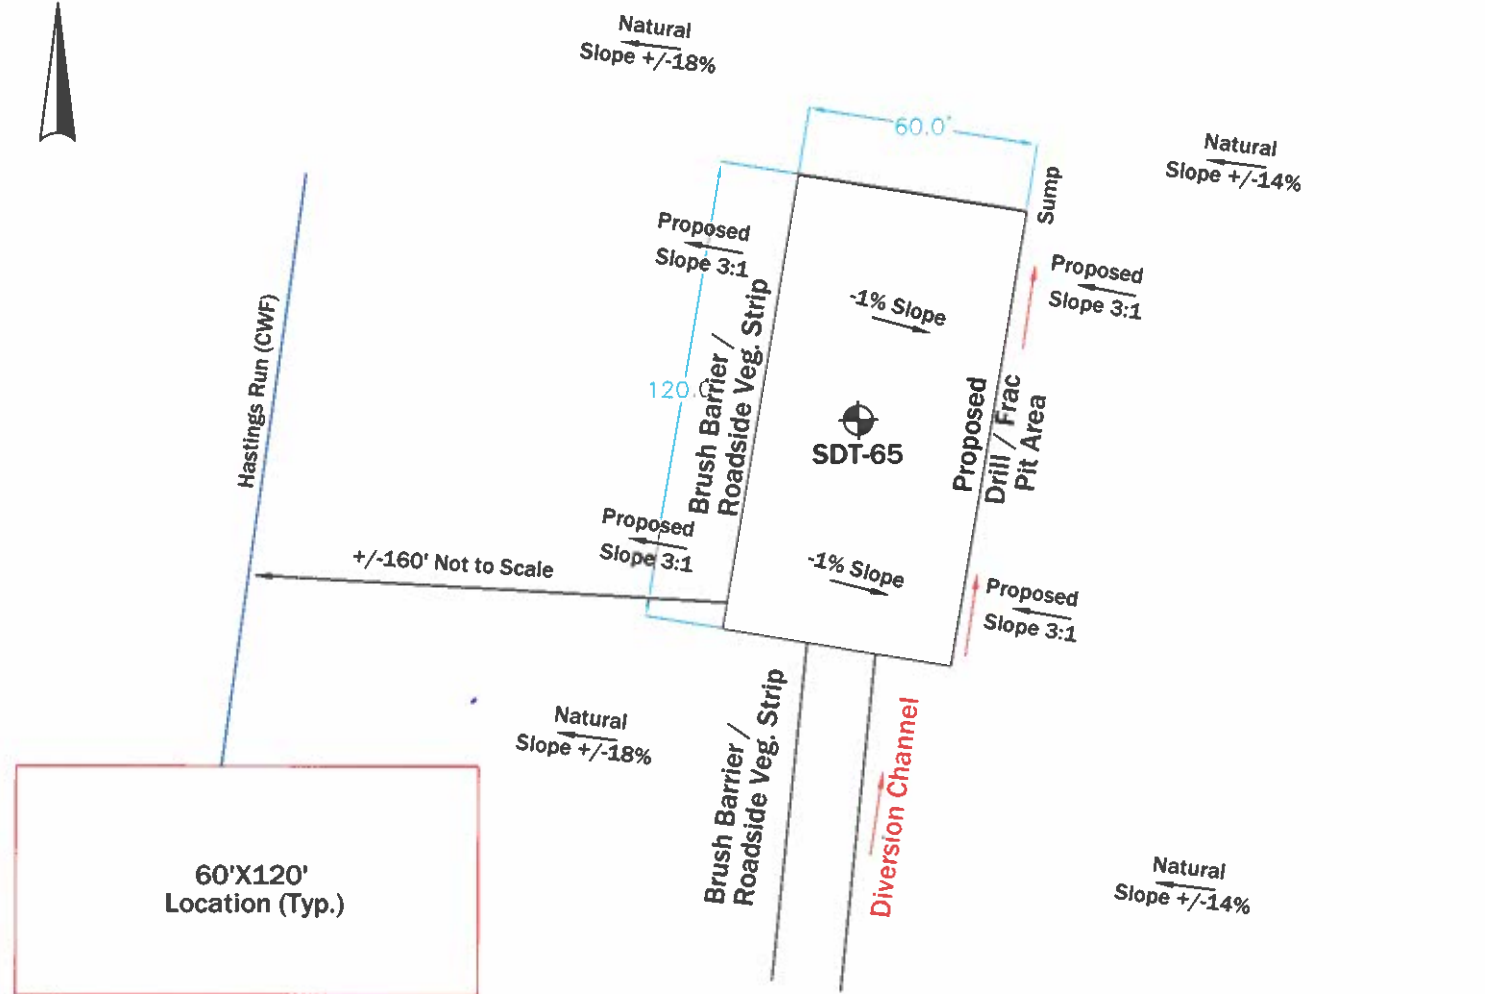 Natural
Slope +/-18%
60.0'
Natural
Slope +/-14%
Sump
Proposed
Slope 3:1
Proposed
Slope 3:1
-1% Slope
Hastings Run (CWF)
120.0
Brush Barrier /
Roadside Veg. Strip
SDT-65
Proposed
Drill / Frac
Pit Area
Proposed
Slope 3:1
+/-160' Not to Scale
-1% Slope
Proposed
Slope 3:1
Natural
Slope +/-18%
Brush Barrier /
Roadside Veg. Strip
Diversion Channel
60'X120'
Location (Typ.)
Natural
Slope +/-14%